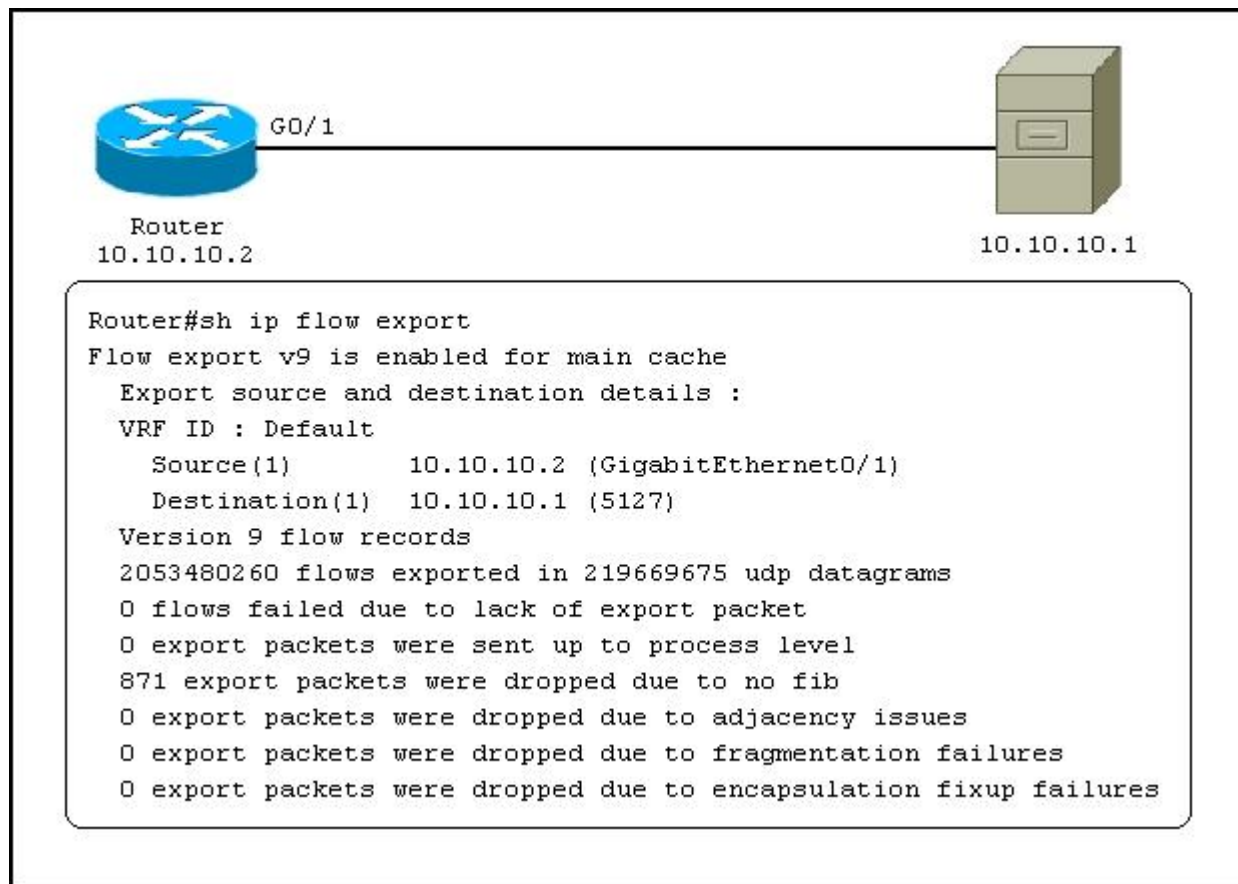 G0/1
Router
10.10.10.2
10.10.10.1
Router#sh ip flow export
Flow export v9 is enabled for main cache
Export source and destination details :
VRF ID : Default
Source(1) 10.10.10.2 (GigabitEthernet0/1)
Destination(1) 10.10.10.1 (5127)
Version 9 flow records
2053480260 flows exported in 219669675 udp datagrams
0 flows failed due to lack of export packet
0 export packets were sent up to process level
871 export packets were dropped due to no fib
0 export packets were dropped due to adjacency issues
0 export packets were dropped due to fragmentation failures
0 export packets were dropped due to encapsulation fixup failures